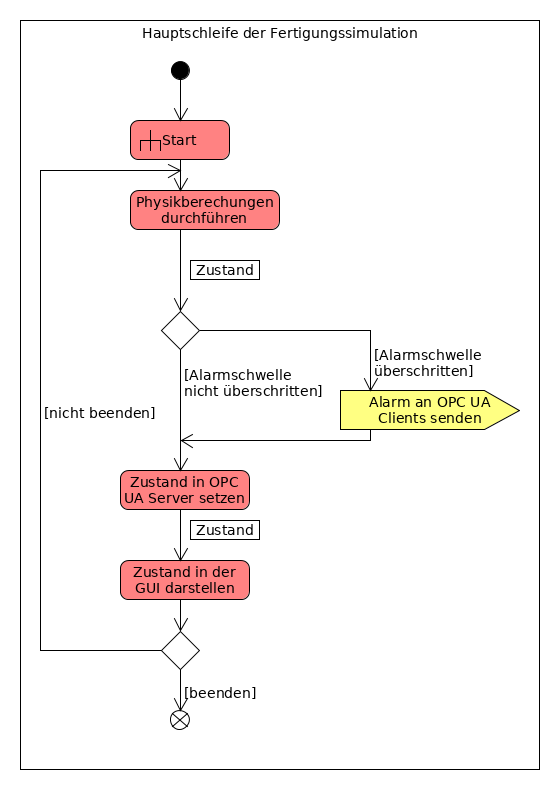 Hauptschleife der Fertigungssimulation
Start
Physikberechungen
durchführen
Zustand
[Alarmschwelle
überschritten]
[Alarmschwelle
nicht überschritten]
Alarm an OPC UA
Clients senden
[nicht beenden]
Zustand in OPC
UA Server setzen
Zustand
Zustand in der
GUI darstellen
[beenden]